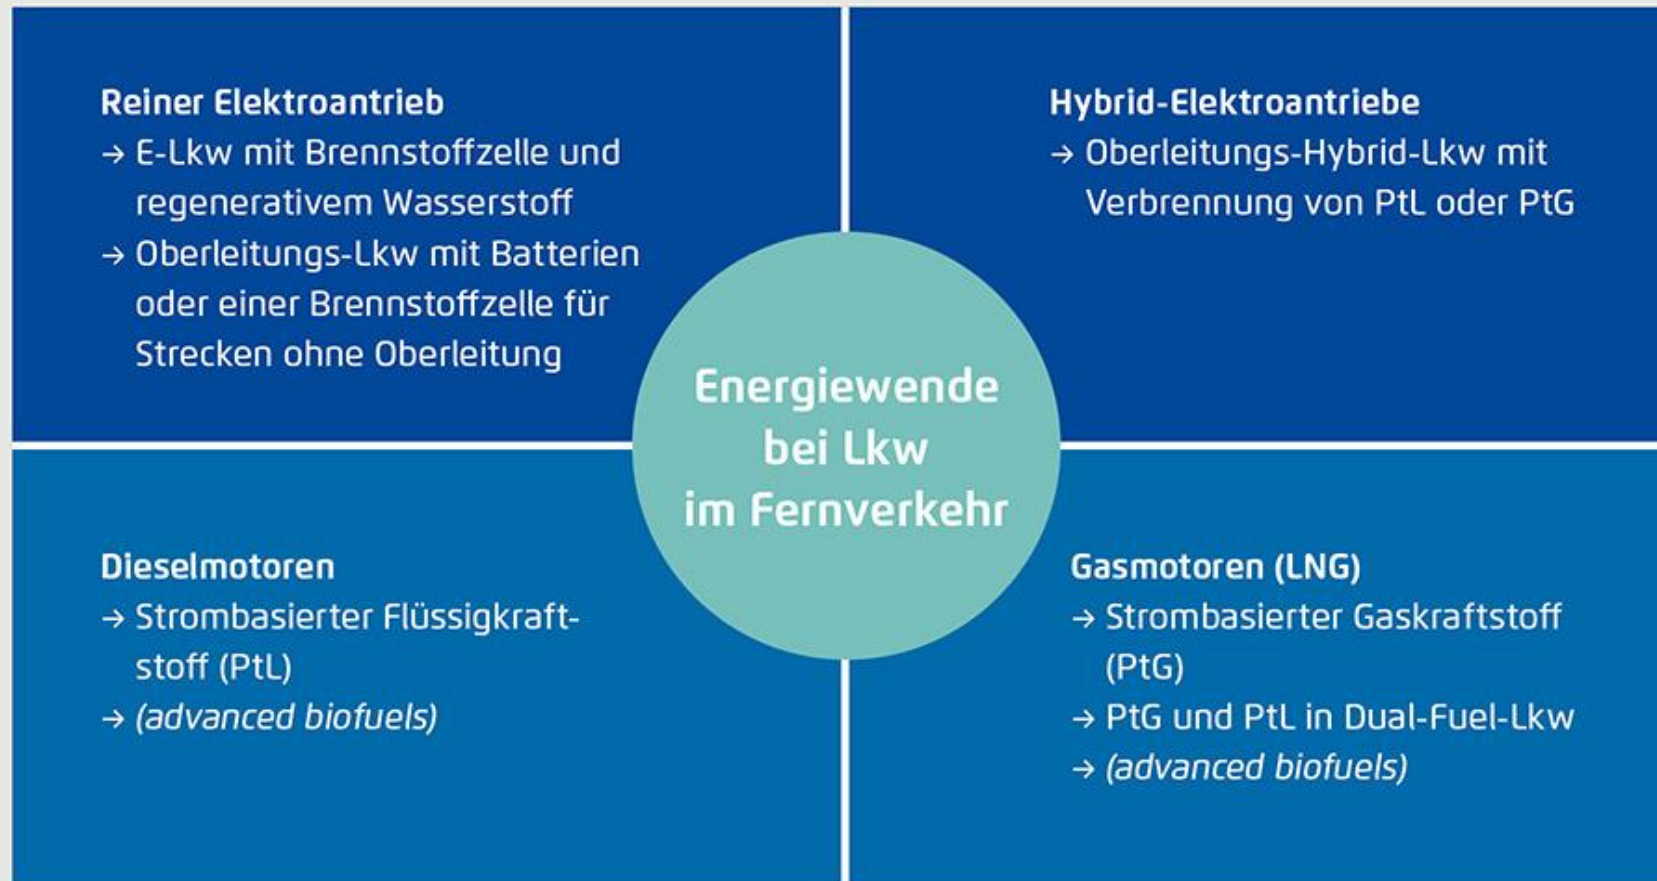 Reiner Elektroantrieb
→ E-Lkw mit Brennstoffzelle und
regenerativem Wasserstoff
→ Oberleitungs-Lkw mit Batterien
oder einer Brennstoffzelle für
Strecken ohne Oberleitung
Hybrid-Elektroantriebe
→ Oberleitungs-Hybrid-Lkw mit
Verbrennung von PtL oder PtG
Energiewende
bei Lkw
im Fernverkehr
Dieselmotoren
→ Strombasierter Flüssigkraft-
stoff (PtL)
→ (advanced biofuels)
Gasmotoren (LNG)
→ Strombasierter Gaskraftstoff
(PtG)
→ PtG und PtL in Dual-Fuel-Lkw
→ (advanced biofuels)